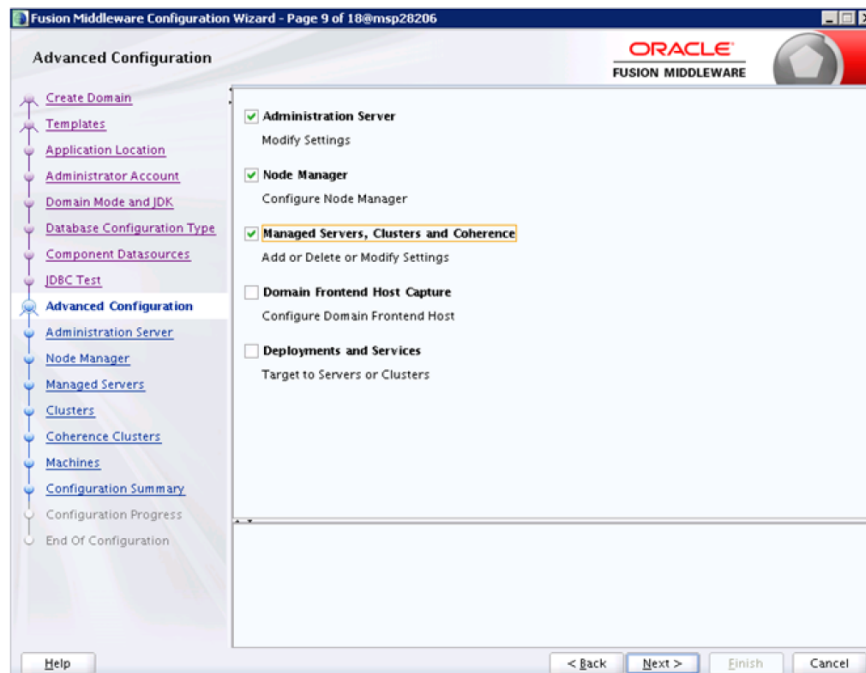 Fusion Middleware Configuration Wizard - Page 9 of 18@msp28206
Advanced Configuration
ORACLE
FUSION MIDDLEWARE
Create Domain
Templates
Application Location
Administrator Account
Domain Mode and JDK
Database Configuration Type
Component Datasources
JDBC Test
Advanced Configuration
Administration Server
Node Manager
Managed Servers
Clusters
Coherence Clusters
Machines
Configuration Summary
Configuration Progress
End Of Configuration
Administration Server
Modify Settings
Node Manager
Configure Node Manager
Managed Servers, Clusters and Coherence
Add or Delete or Modify Settings
Domain Frontend Host Capture
Configure Domain Frontend Host
Deployments and Services
Target to Servers or Clusters
Help
< Back
Next >
Finish
Cancel